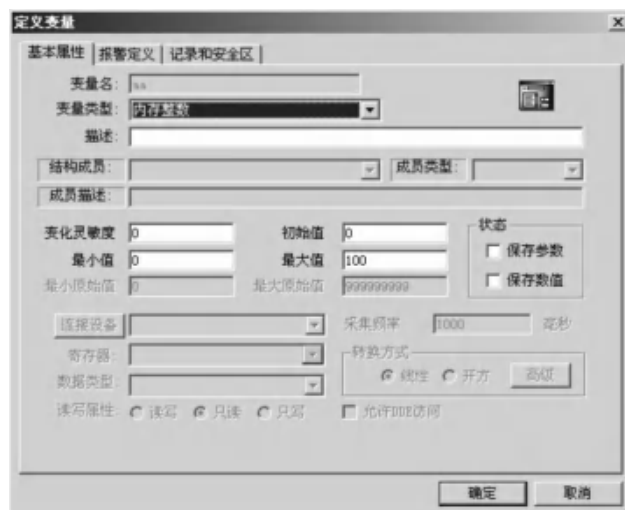 定义变量
基本属性 报警定义 记录和安全区
变量名:
变量类型: 内存整数
描述:
结构成员: 成员类型:
成员描述:
变化灵敏度 0 初始值 0 状态
最小值 0 最大值 100 保存参数
最小原始值 0 最大原始值 999999999 保存数值
连接设备 采集频率 1000 毫秒
寄存器: 转换方式
数据类型: 线性 开方 高级
读写属性: 读写 只读 只写 允许DDE访问
确定 取消